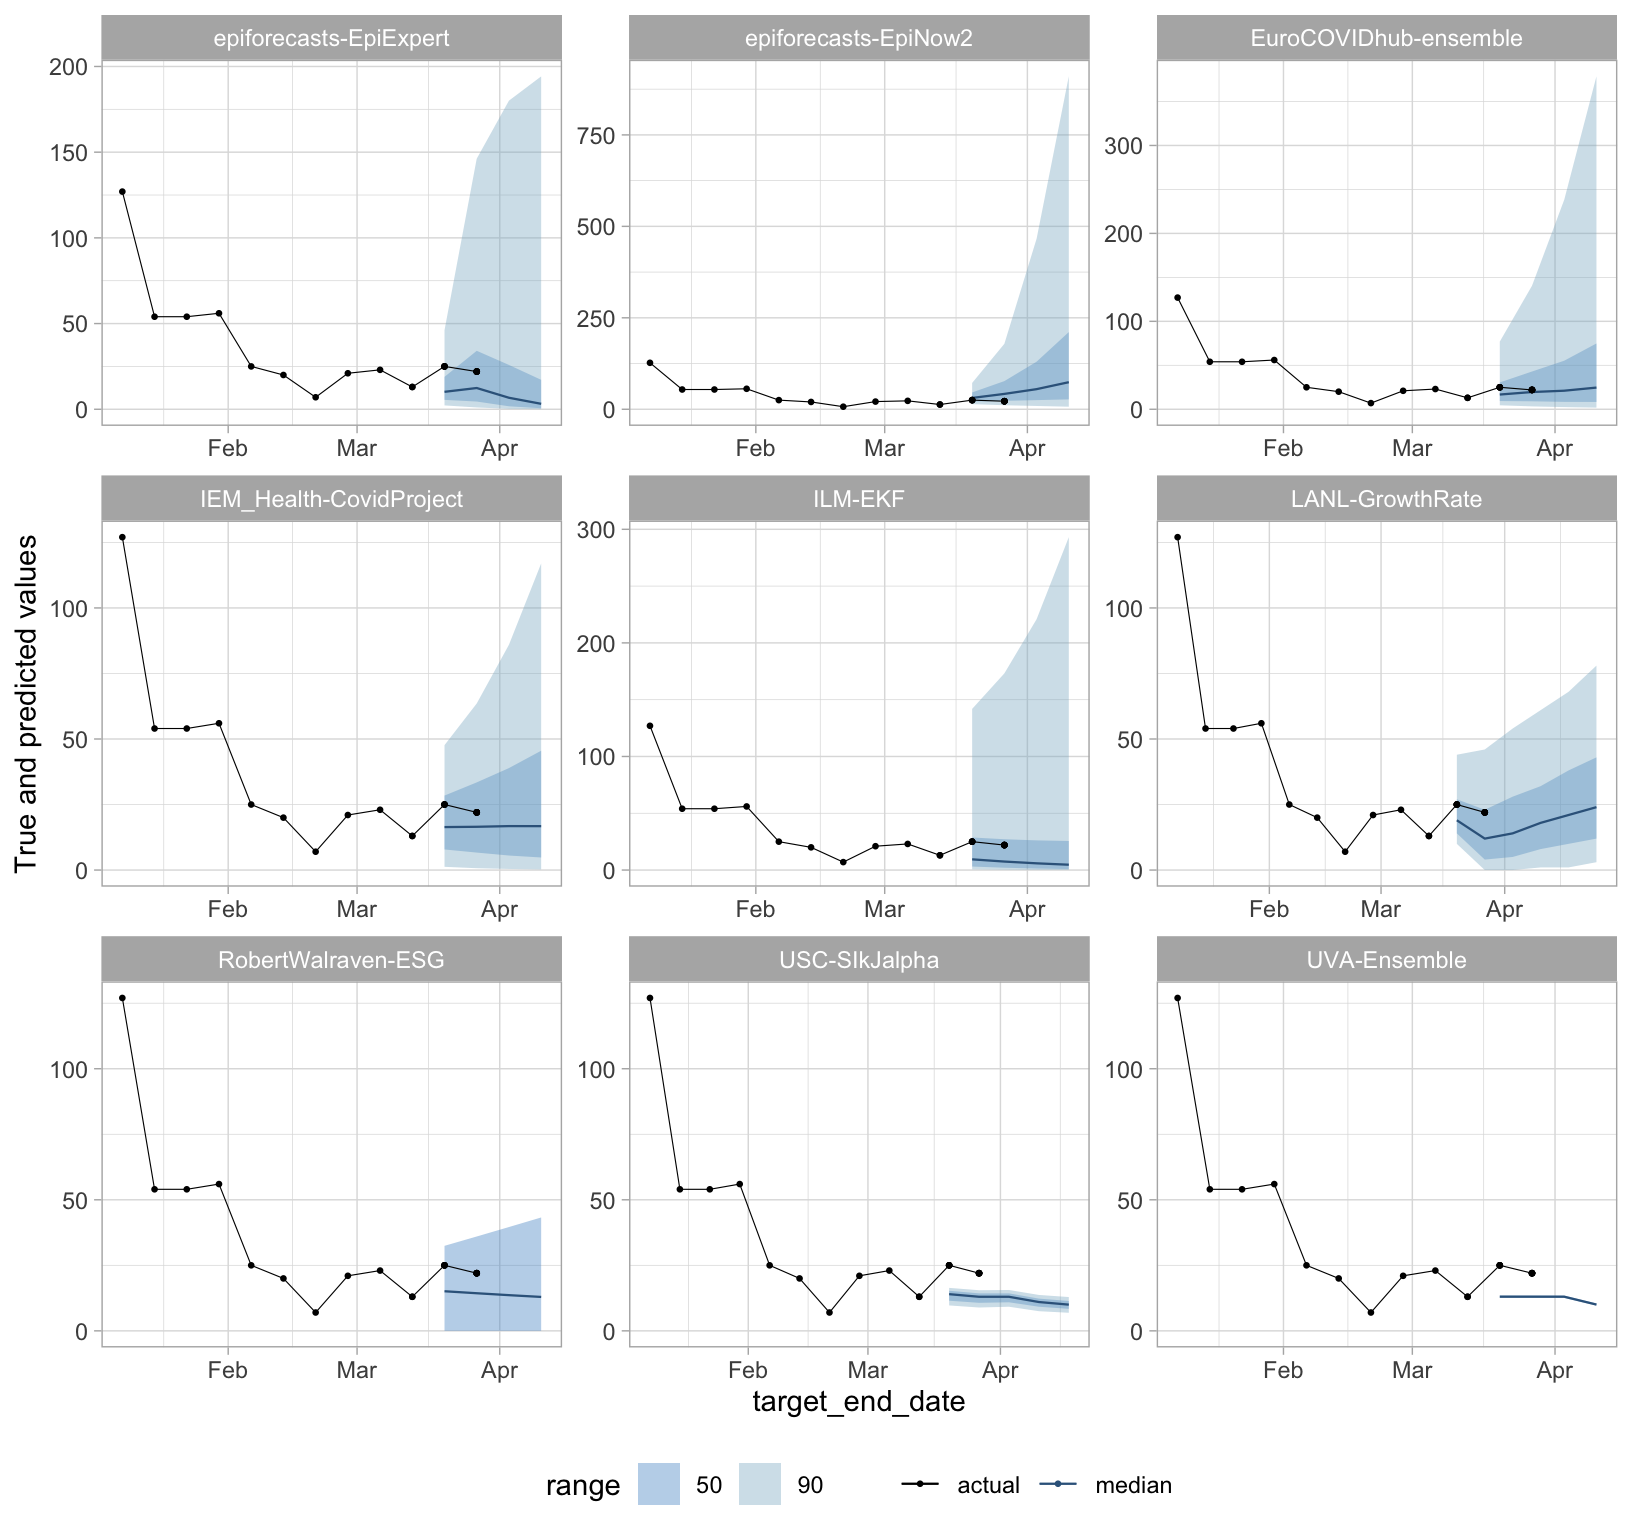 epiforecasts-EpiExpert
epiforecasts-EpiNow2
EuroCOVIDhub-ensemble
200
150
100
50
0
750
500
250
0
300
200
100
0
Feb Mar Apr
Feb Mar Apr
Feb Mar Apr
True and predicted values
IEM_Health-CovidProject
ILM-EKF
LANL-GrowthRate
100
50
0
300
200
100
0
100
50
0
Feb Mar Apr
Feb Mar Apr
Feb Mar Apr
RobertWalraven-ESG
USC-SIkJalpha
UVA-Ensemble
100
50
0
100
50
0
100
50
0
Feb Mar Apr
Feb Mar Apr
Feb Mar Apr
target_end_date
range 50 90 actual median